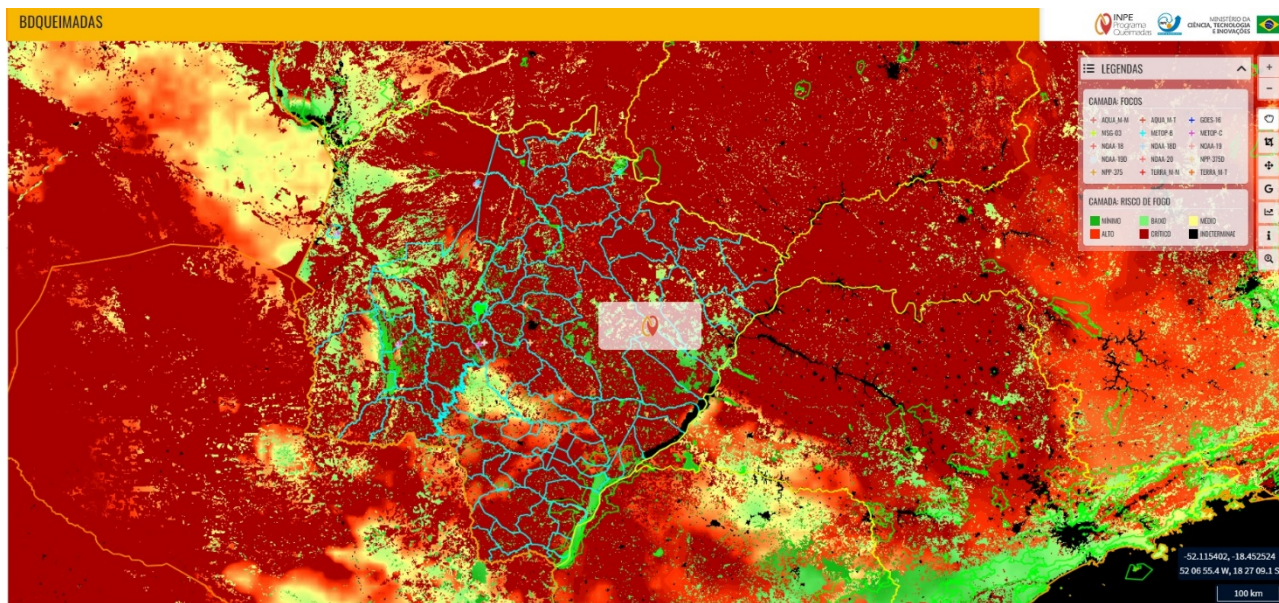 BDQUEIMADAS
INPE
Programa
Queimadas
MINISTÉRIO DA
CIÊNCIA, TECNOLOGIA
E INOVAÇÕES
LEGENDAS
CAMADA: FOCOS
AQUA_M-M AQUA_M-T GOES-16
MSG-03 METOP-B METOP-C
NOAA-18 NOAA-18D NOAA-19
NOAA-19D NOAA-20 NPP-375D
NPP-375 TERRA_M-M TERRA_M-T
CAMADA: RISCO DE FOGO
MÍNIMO BAIXO MÉDIO
ALTO CRÍTICO INDETERMINAE
-52.115402, -18.452524
52 06 55.4 W, 18 27 09.1 S
100 km